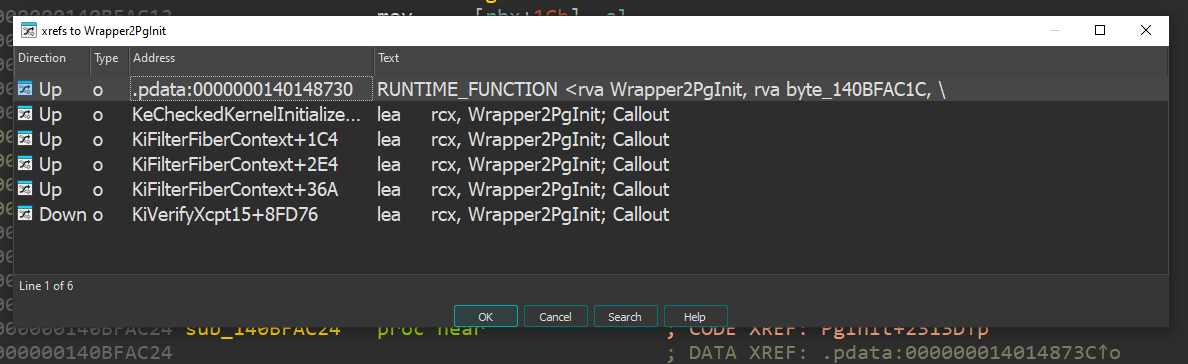 xrefs to Wrapper2PgInit
Direction Type Address Text
Up o .pdata:0000000140148730 RUNTIME_FUNCTION <rva Wrapper2PgInit, rva byte_140BFAC1C, \
Up o KeCheckedKernelInitialize... lea rcx, Wrapper2PgInit; Callout
Up o KiFilterFiberContext+1C4 lea rcx, Wrapper2PgInit; Callout
Up o KiFilterFiberContext+2E4 lea rcx, Wrapper2PgInit; Callout
Up o KiFilterFiberContext+36A lea rcx, Wrapper2PgInit; Callout
Down o KiVerifyXcpt15+8FD76 lea rcx, Wrapper2PgInit; Callout
Line 1 of 6
OK Cancel Search Help
000000140BFAC24 sub_140BFAC24 proc near ; CODE XREF: PgInit+2313D↑p
000000140BFAC24 ; DATA XREF: .pdata:000000014014873C↑o